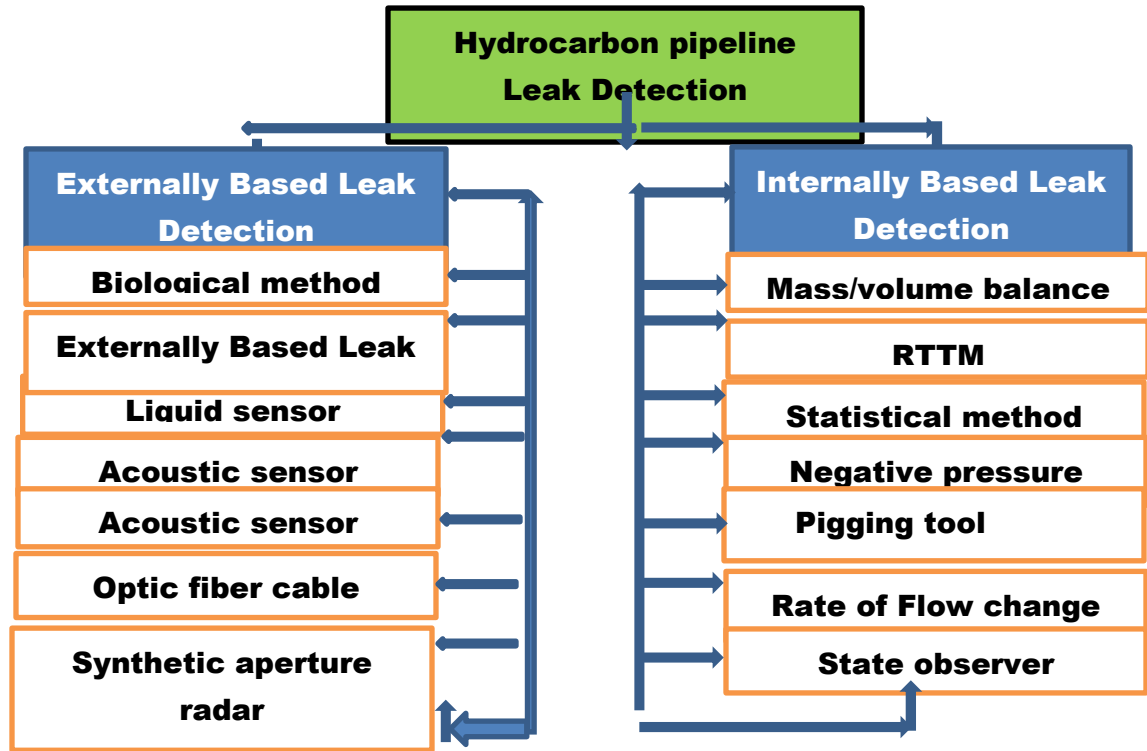 Hydrocarbon pipeline
Leak Detection
Externally Based Leak
Detection
Biological method
Externally Based Leak
Liquid sensor
Acoustic sensor
Acoustic sensor
Optic fiber cable
Synthetic aperture
radar
Internally Based Leak
Detection
Mass/volume balance
RTTM
Statistical method
Negative pressure
Pigging tool
Rate of Flow change
State observer